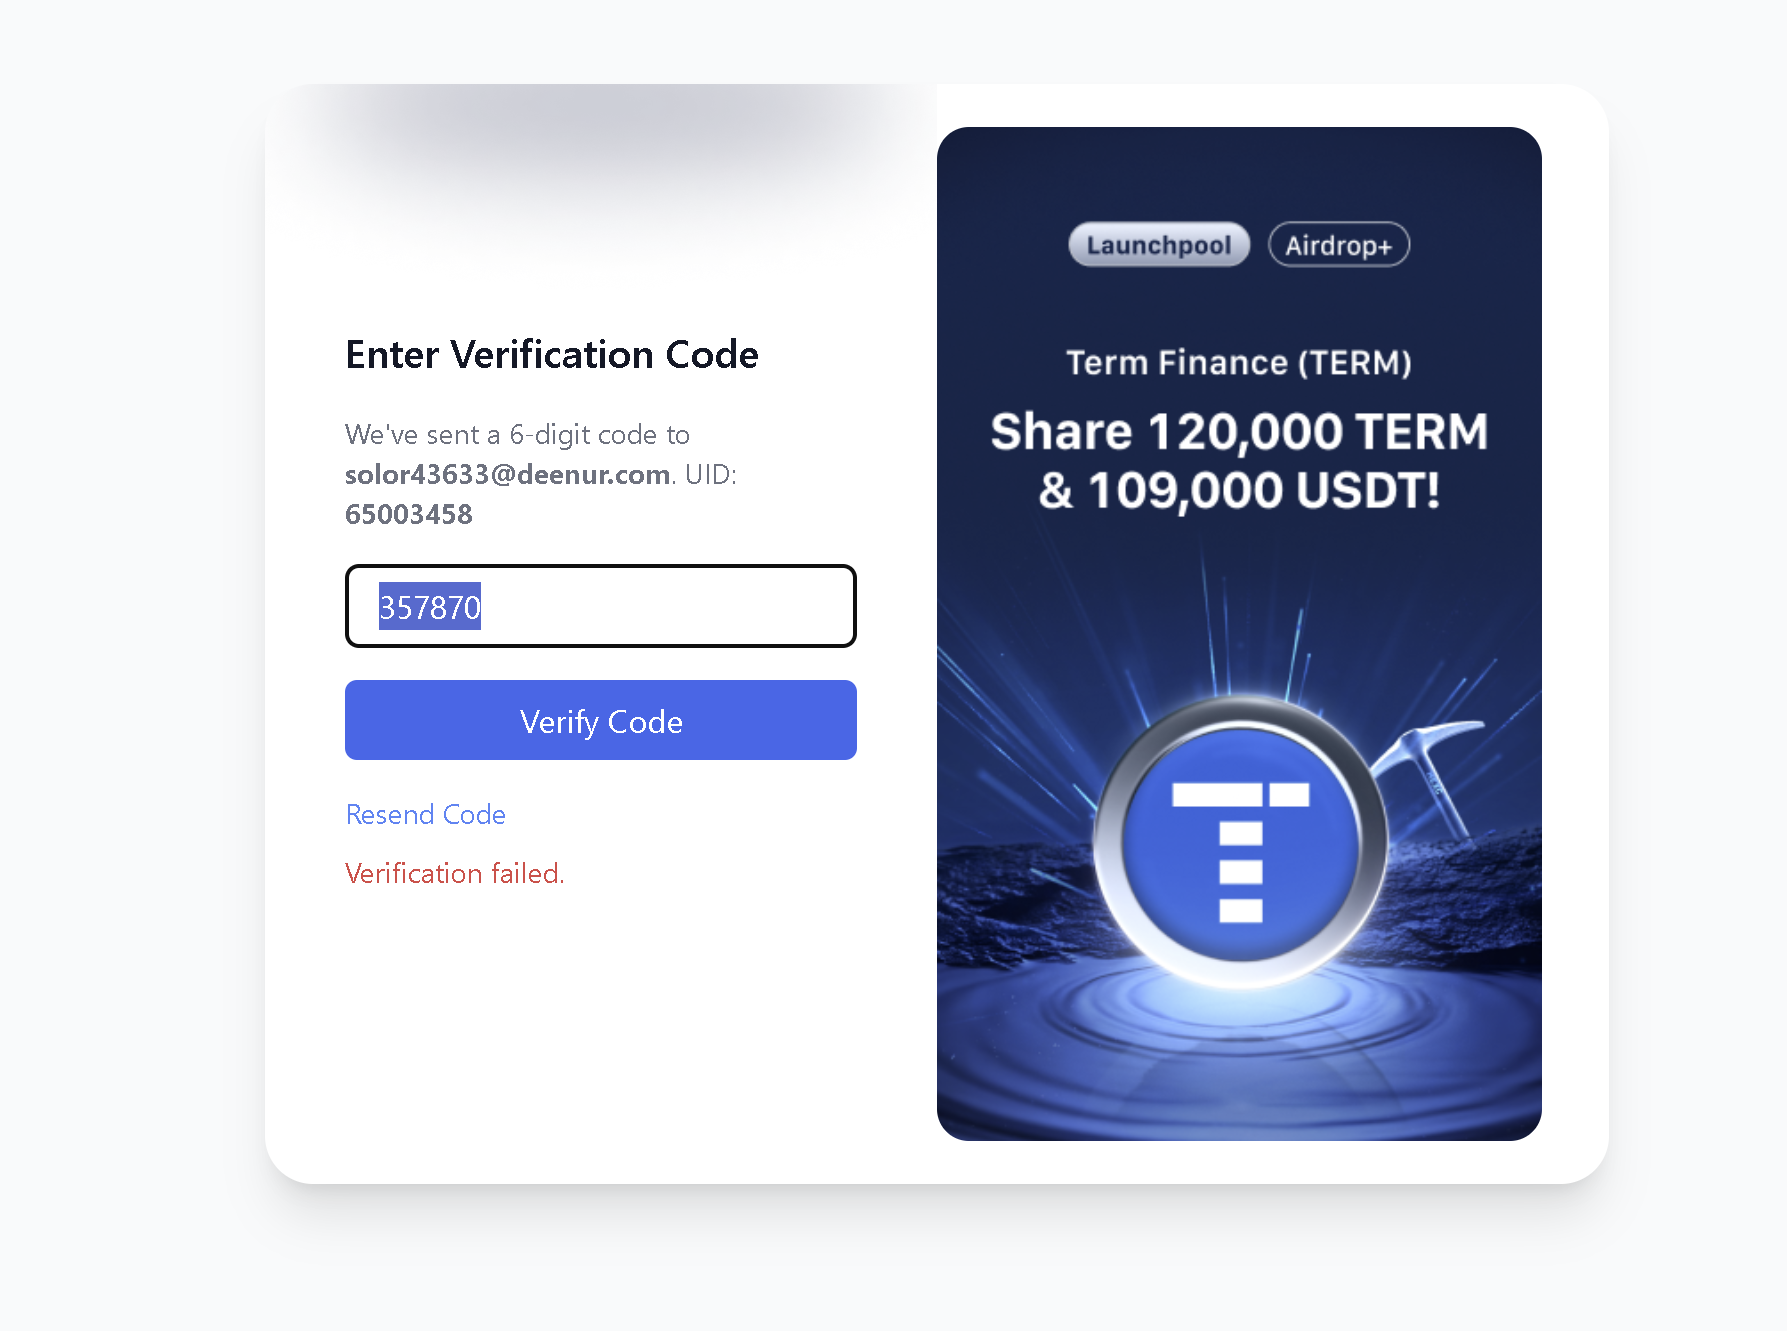 Enter Verification Code
We've sent a 6-digit code to
solor43633@deenur.com. UID:
65003458
357870
Verify Code
Resend Code
Verification failed.
Launchpool
Airdrop+
Term Finance (TERM)
Share 120,000 TERM
& 109,000 USDT!